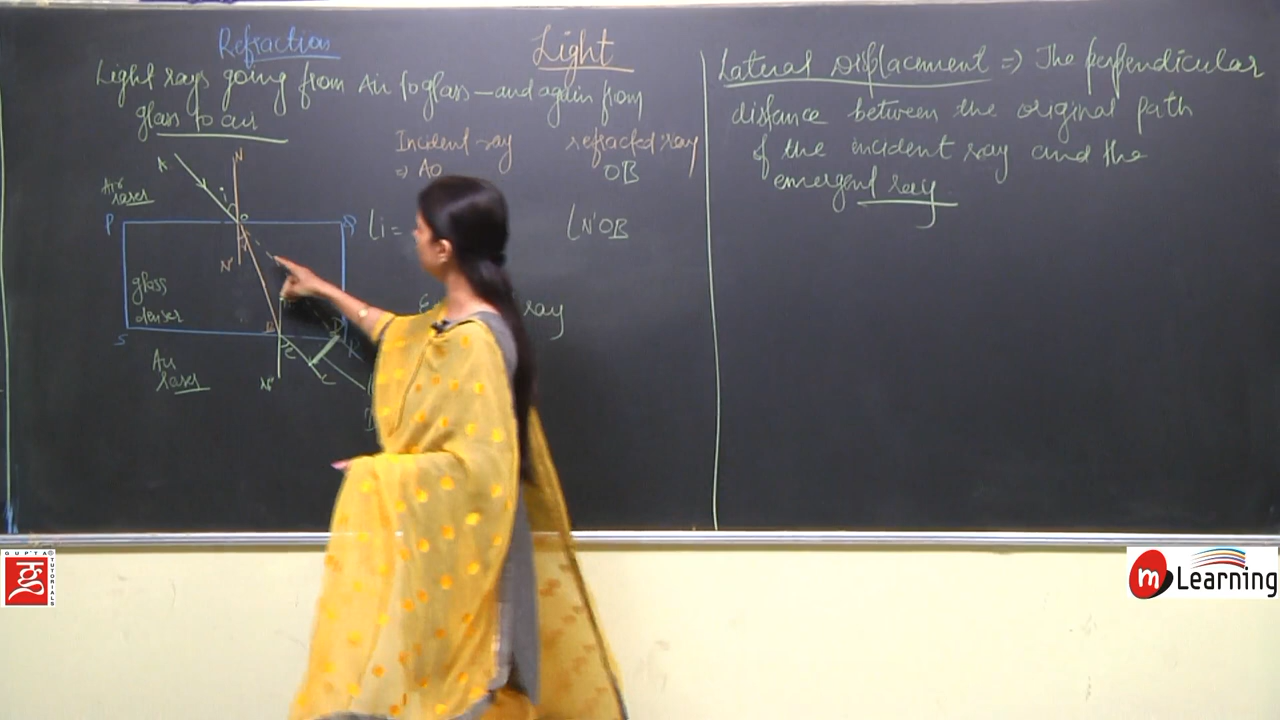 Refraction
Light
Light rays going from Air to glass — and again from
glass to air
Incident ray
refracted ray
⇒ AO
OB
∠i =
∠N'OB
ray
A
N
i
O
Air
rarer
P
Q
N'
glass
denser
S
B
R
Air
rarer
N"
C
D
Lateral Displacement ⇒ The perpendicular
distance between the original path
of the incident ray and the
emergent ray
GUPTA TUTORIALS
m Learning